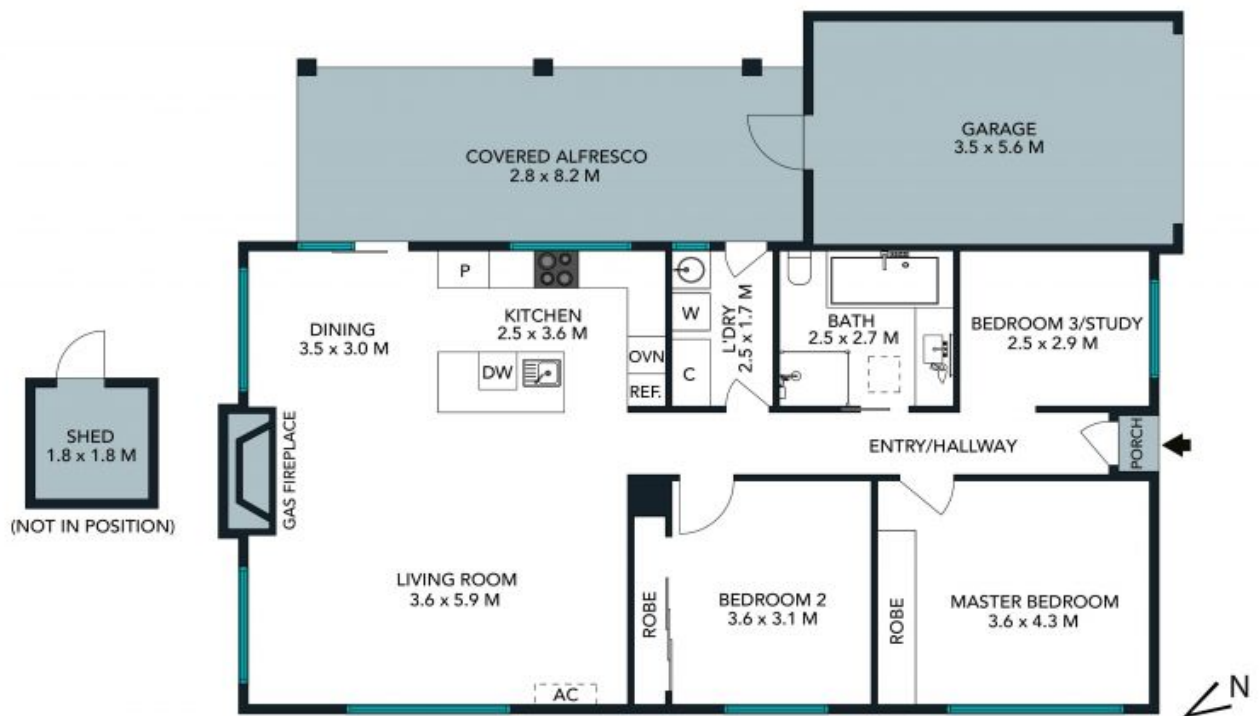 GARAGE
3.5 x 5.6 M
COVERED ALFRESCO
2.8 x 8.2 M
P
KITCHEN
2.5 x 3.6 M
DINING
3.5 x 3.0 M
OVN
REF.
DW
W
C
L'DRY
2.5 x 1.7 M
BATH
2.5 x 2.7 M
BEDROOM 3/STUDY
2.5 x 2.9 M
SHED
1.8 x 1.8 M
(NOT IN POSITION)
GAS FIREPLACE
ENTRY/HALLWAY
PORCH
LIVING ROOM
3.6 x 5.9 M
AC
ROBE
BEDROOM 2
3.6 x 3.1 M
ROBE
MASTER BEDROOM
3.6 x 4.3 M
N